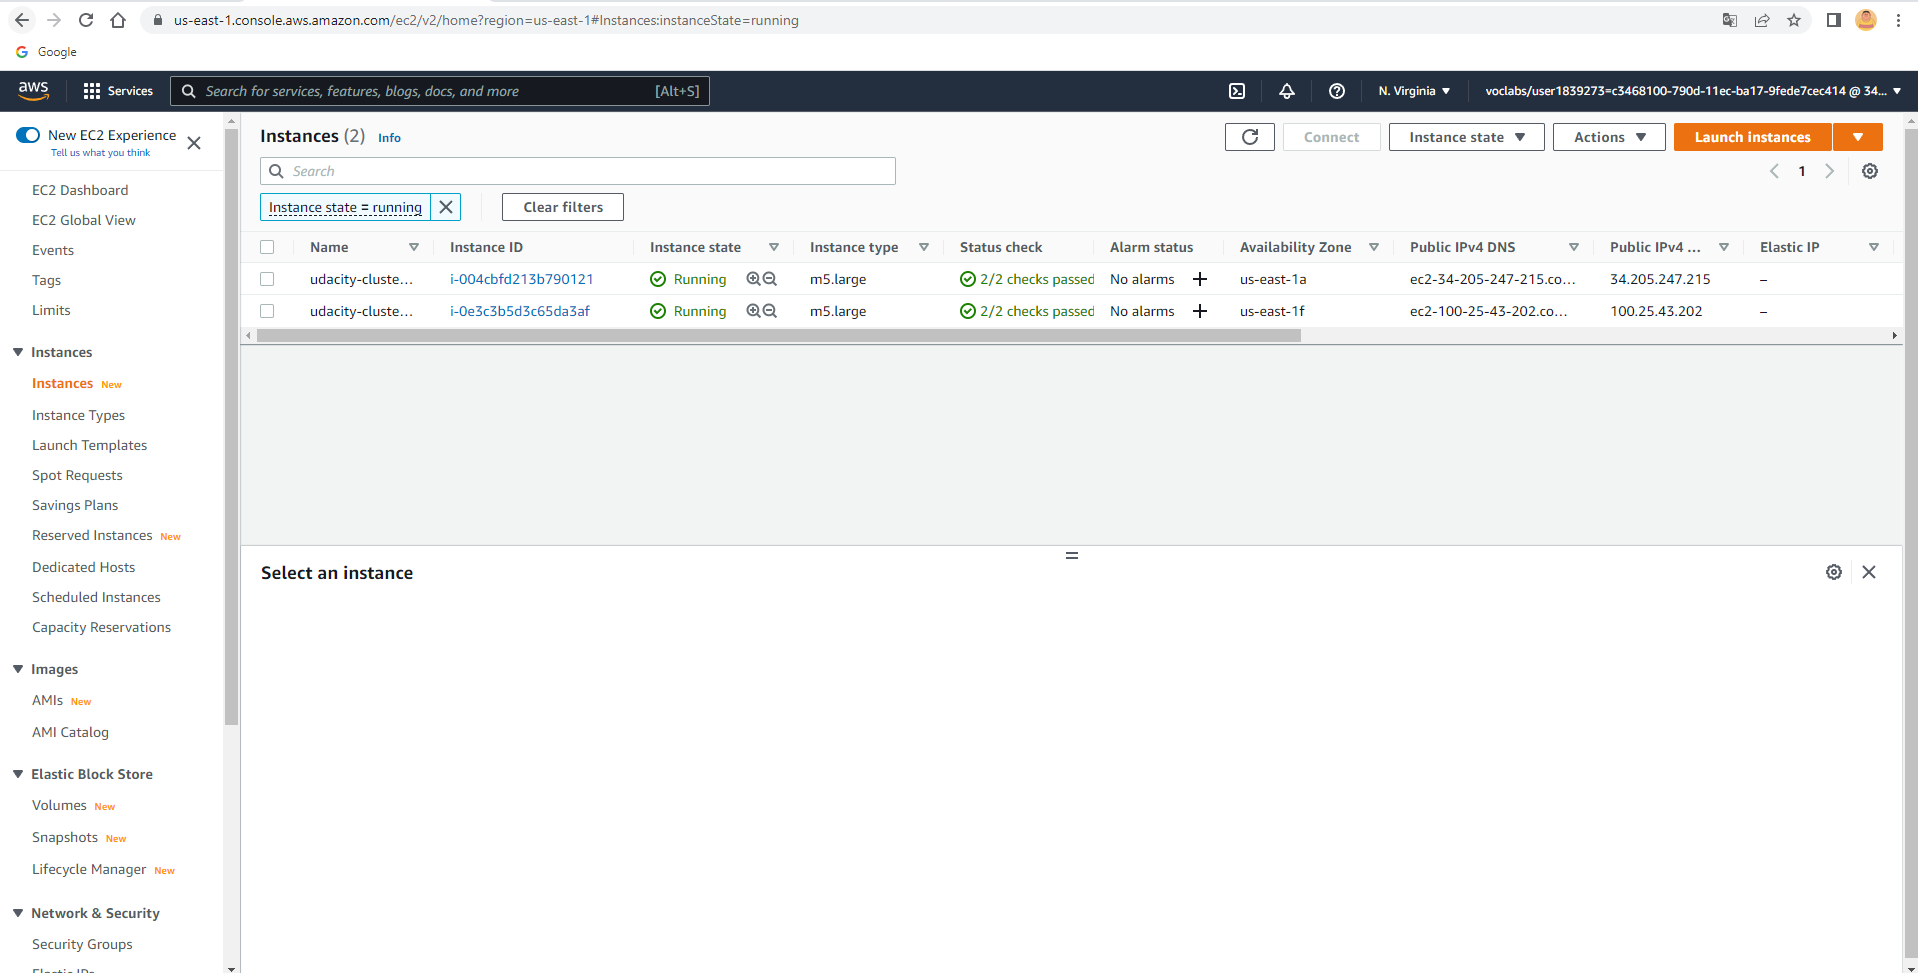 us-east-1.console.aws.amazon.com/ec2/v2/home?region=us-east-1#Instances:instanceState=running
Google
aws
Services
Search for services, features, blogs, docs, and more
[Alt+S]
N. Virginia
voclabs/user1839273=c3468100-790d-11ec-ba17-9fede7cec414 @ 34...
New EC2 Experience
Tell us what you think
EC2 Dashboard
EC2 Global View
Events
Tags
Limits
Instances
Instances New
Instance Types
Launch Templates
Spot Requests
Savings Plans
Reserved Instances New
Dedicated Hosts
Scheduled Instances
Capacity Reservations
Images
AMIs New
AMI Catalog
Elastic Block Store
Volumes New
Snapshots New
Lifecycle Manager New
Network & Security
Security Groups
Elastic IPs
Instances (2) Info
Connect
Instance state
Actions
Launch instances
Search
1
Instance state = running
Clear filters
Name Instance ID Instance state Instance type Status check Alarm status Availability Zone Public IPv4 DNS Public IPv4 ... Elastic IP
udacity-cluste... i-004cbfd213b790121 Running m5.large 2/2 checks passed No alarms + us-east-1a ec2-34-205-247-215.co... 34.205.247.215 –
udacity-cluste... i-0e3c3b5d3c65da3af Running m5.large 2/2 checks passed No alarms + us-east-1f ec2-100-25-43-202.co... 100.25.43.202 –
Select an instance